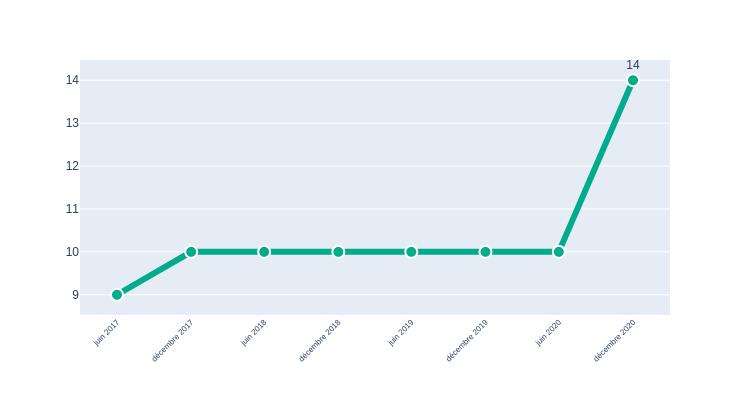 14
14
13
12
11
10
9
juin 2017
décembre 2017
juin 2018
décembre 2018
juin 2019
décembre 2019
juin 2020
décembre 2020